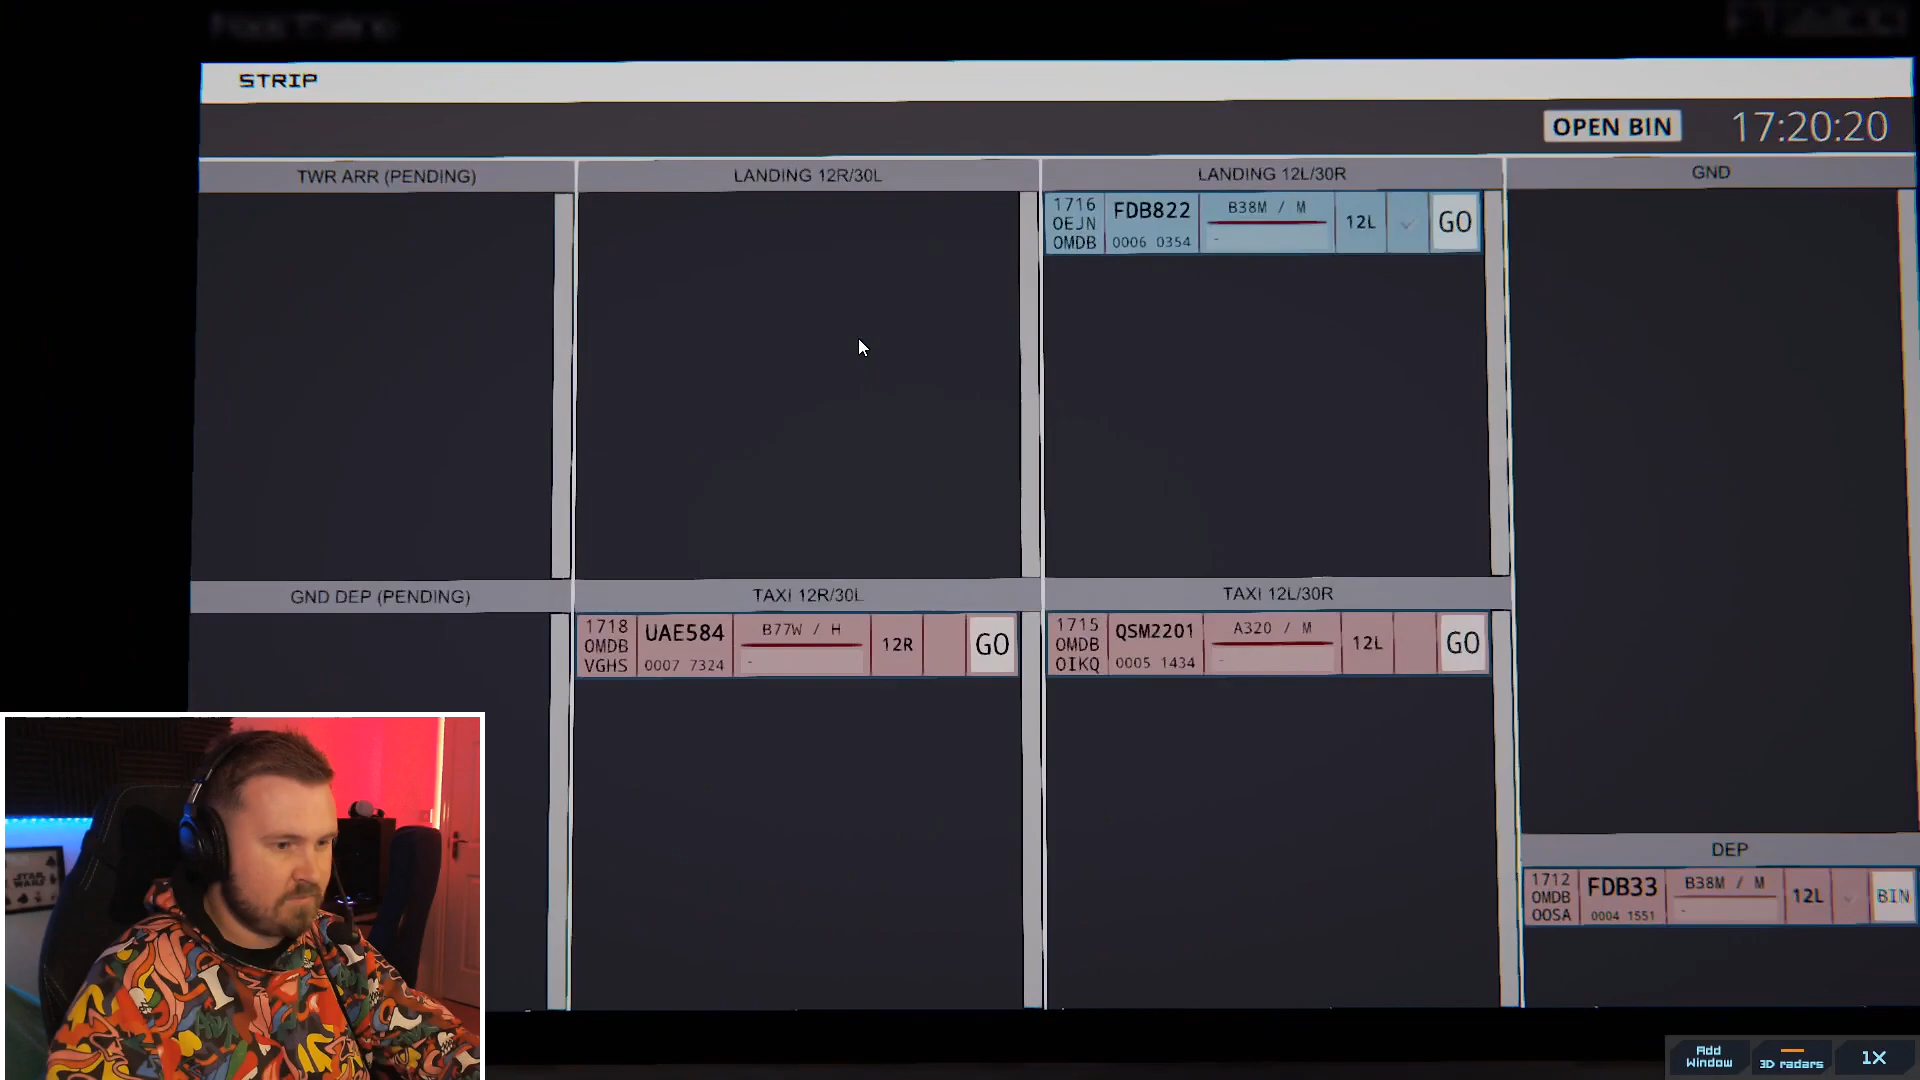 STRIP
OPEN BIN
17:20:20
TWR ARR (PENDING)
LANDING 12R/30L
LANDING 12L/30R
GND
1716
OEJN
OMDB
FDB822
0006 0354
B38M / M
-
12L
GO
GND DEP (PENDING)
TAXI 12R/30L
TAXI 12L/30R
1718
OMDB
VGHS
UAE584
0007 7324
B77W / H
-
12R
GO
1715
OMDB
OIKQ
QSM2201
0005 1434
A320 / M
-
12L
GO
DEP
1712
OMDB
OOSA
FDB33
0004 1551
B38M / M
-
12L
BIN
STAR
WARS
Add
Window
3D radars
1X